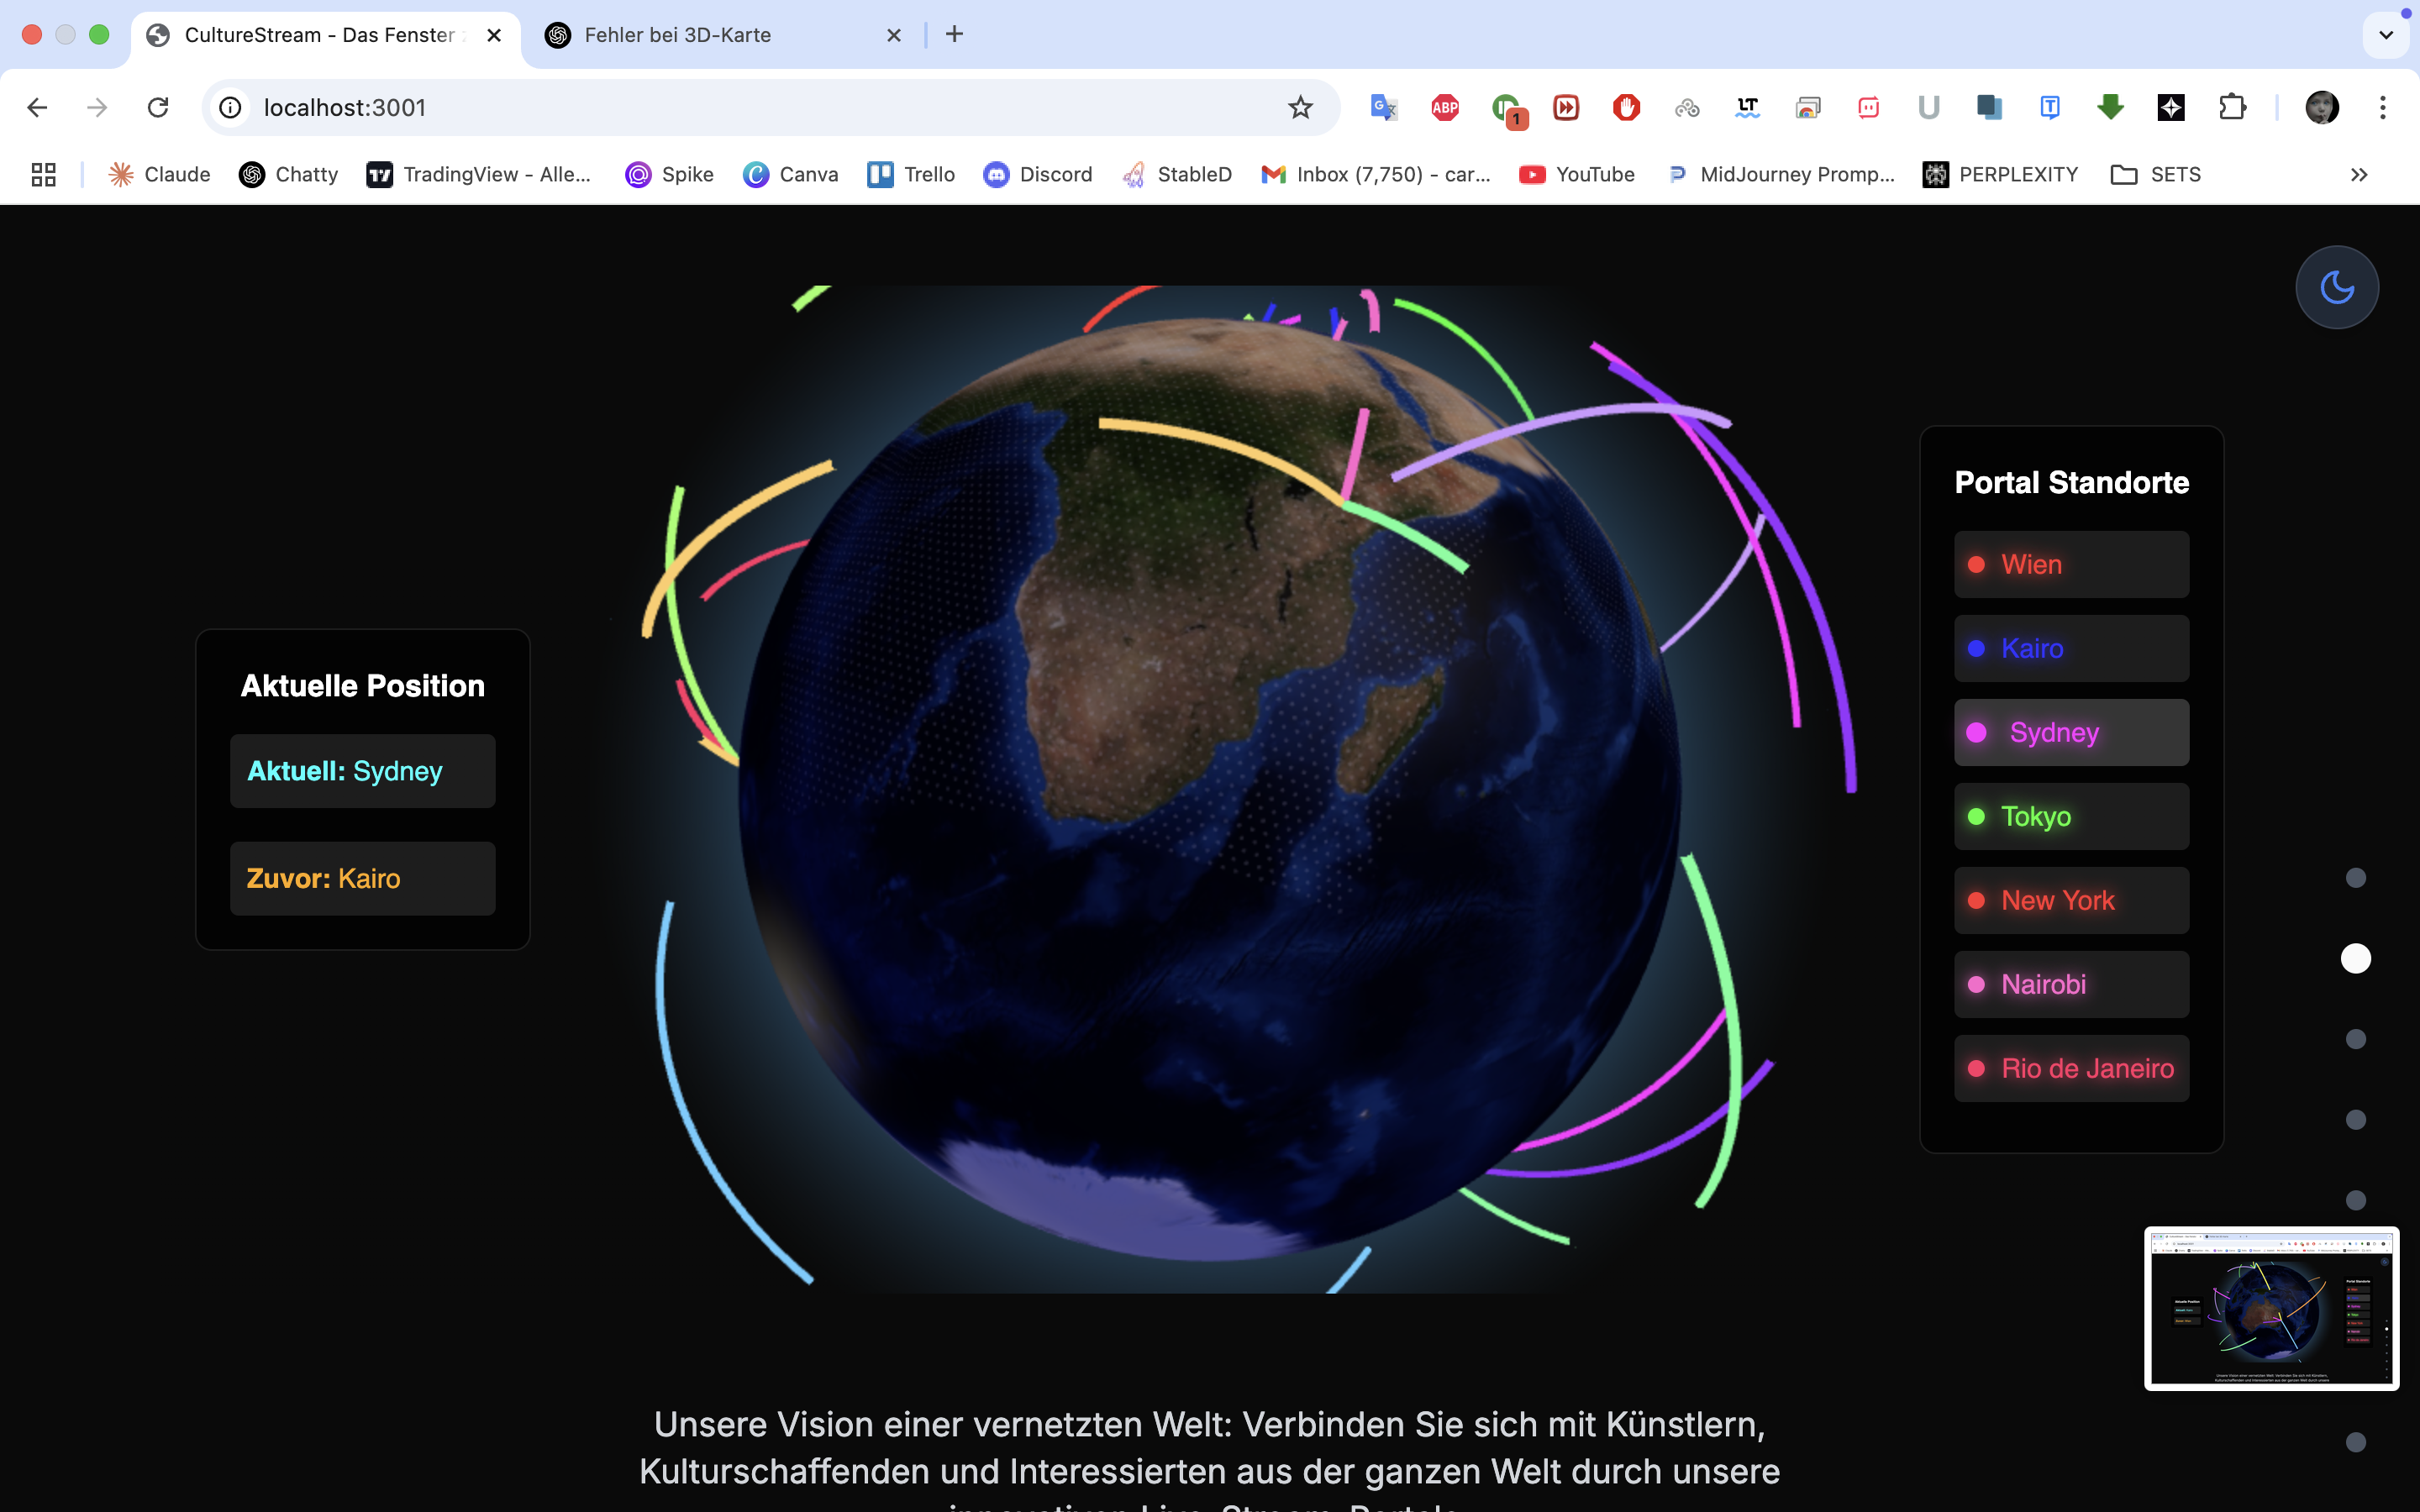 CultureStream - Das Fenster
Fehler bei 3D-Karte
localhost:3001
ABP
1
LT
Claude
Chatty
TradingView - Alle...
Spike
Canva
Trello
Discord
StableD
Inbox (7,750) - car...
YouTube
MidJourney Promp...
PERPLEXITY
SETS
Portal Standorte
Wien
Kairo
Sydney
Tokyo
New York
Nairobi
Rio de Janeiro
Aktuelle Position
Aktuell: Sydney
Zuvor: Kairo
Unsere Vision einer vernetzten Welt: Verbinden Sie sich mit Künstlern,
Kulturschaffenden und Interessierten aus der ganzen Welt durch unsere